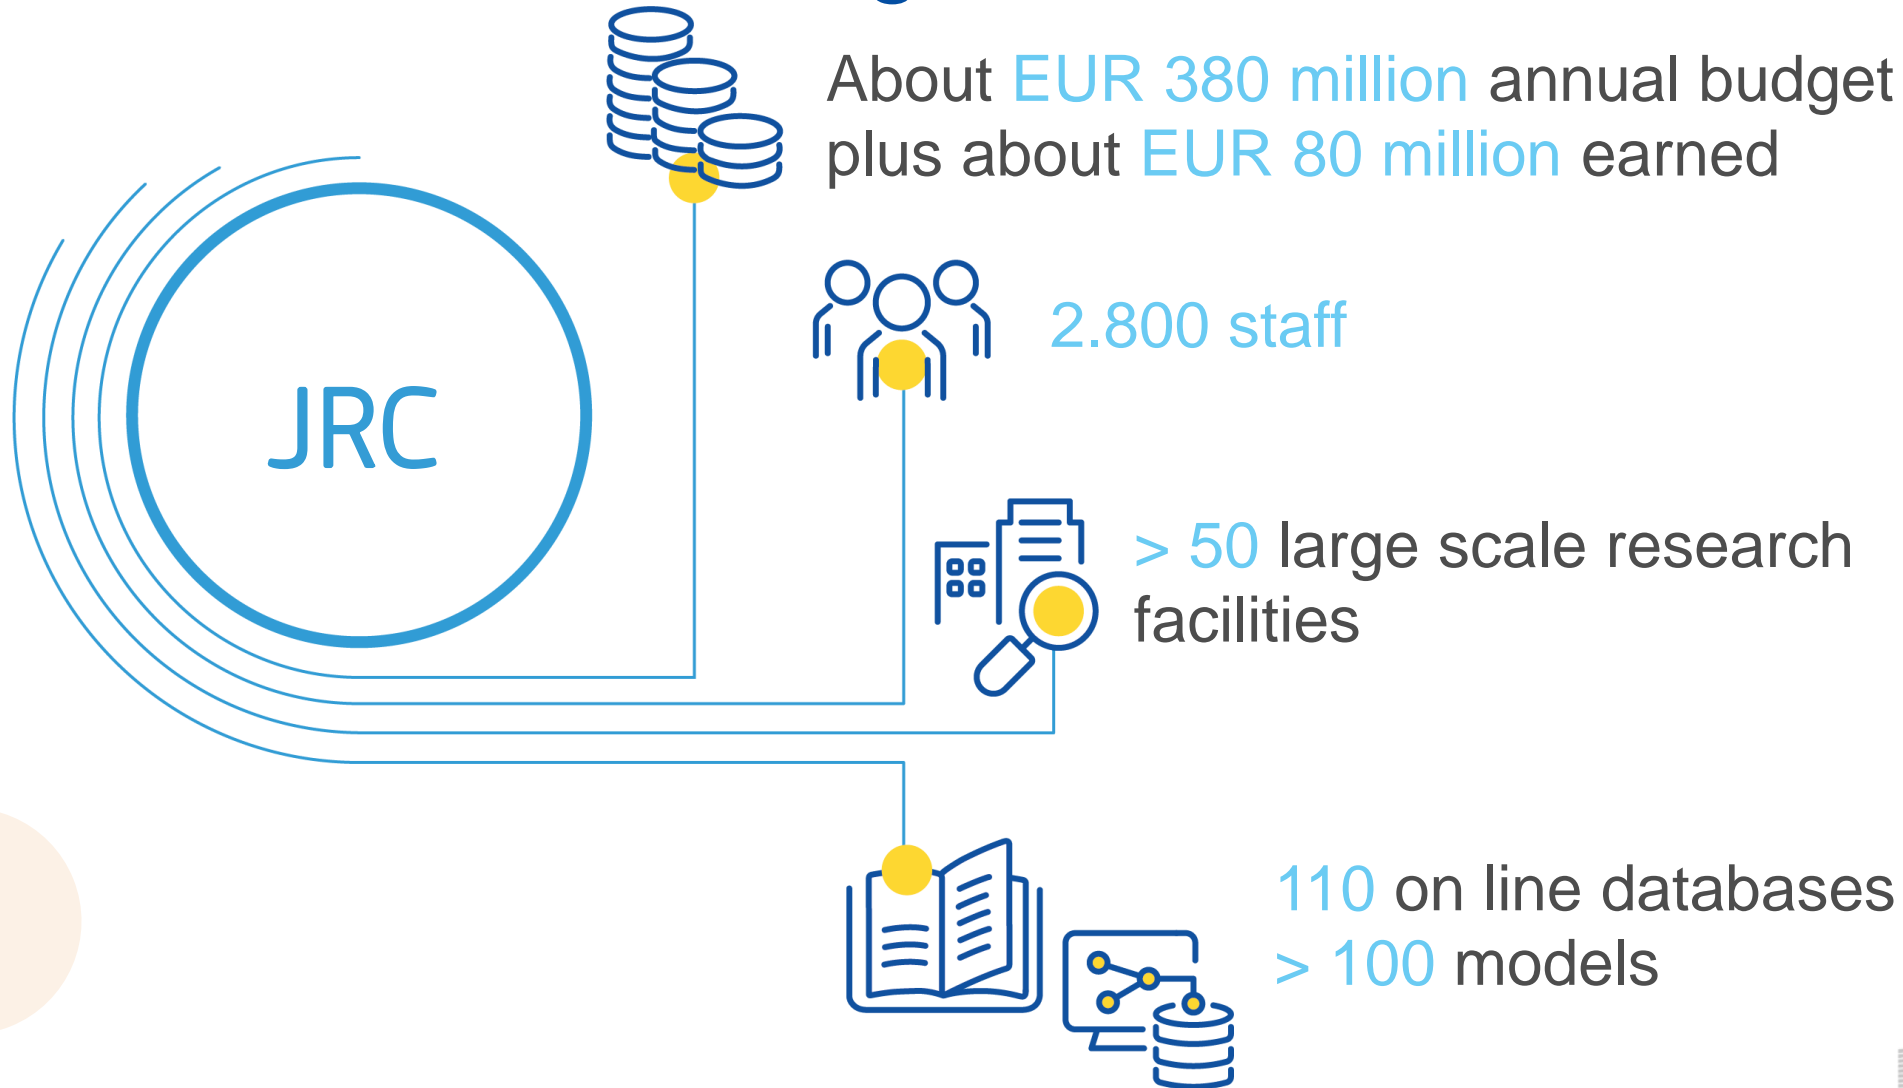 About EUR 380 million annual budget
plus about EUR 80 million earned
2.800 staff
JRC
> 50 large scale research
facilities
110 on line databases
> 100 models